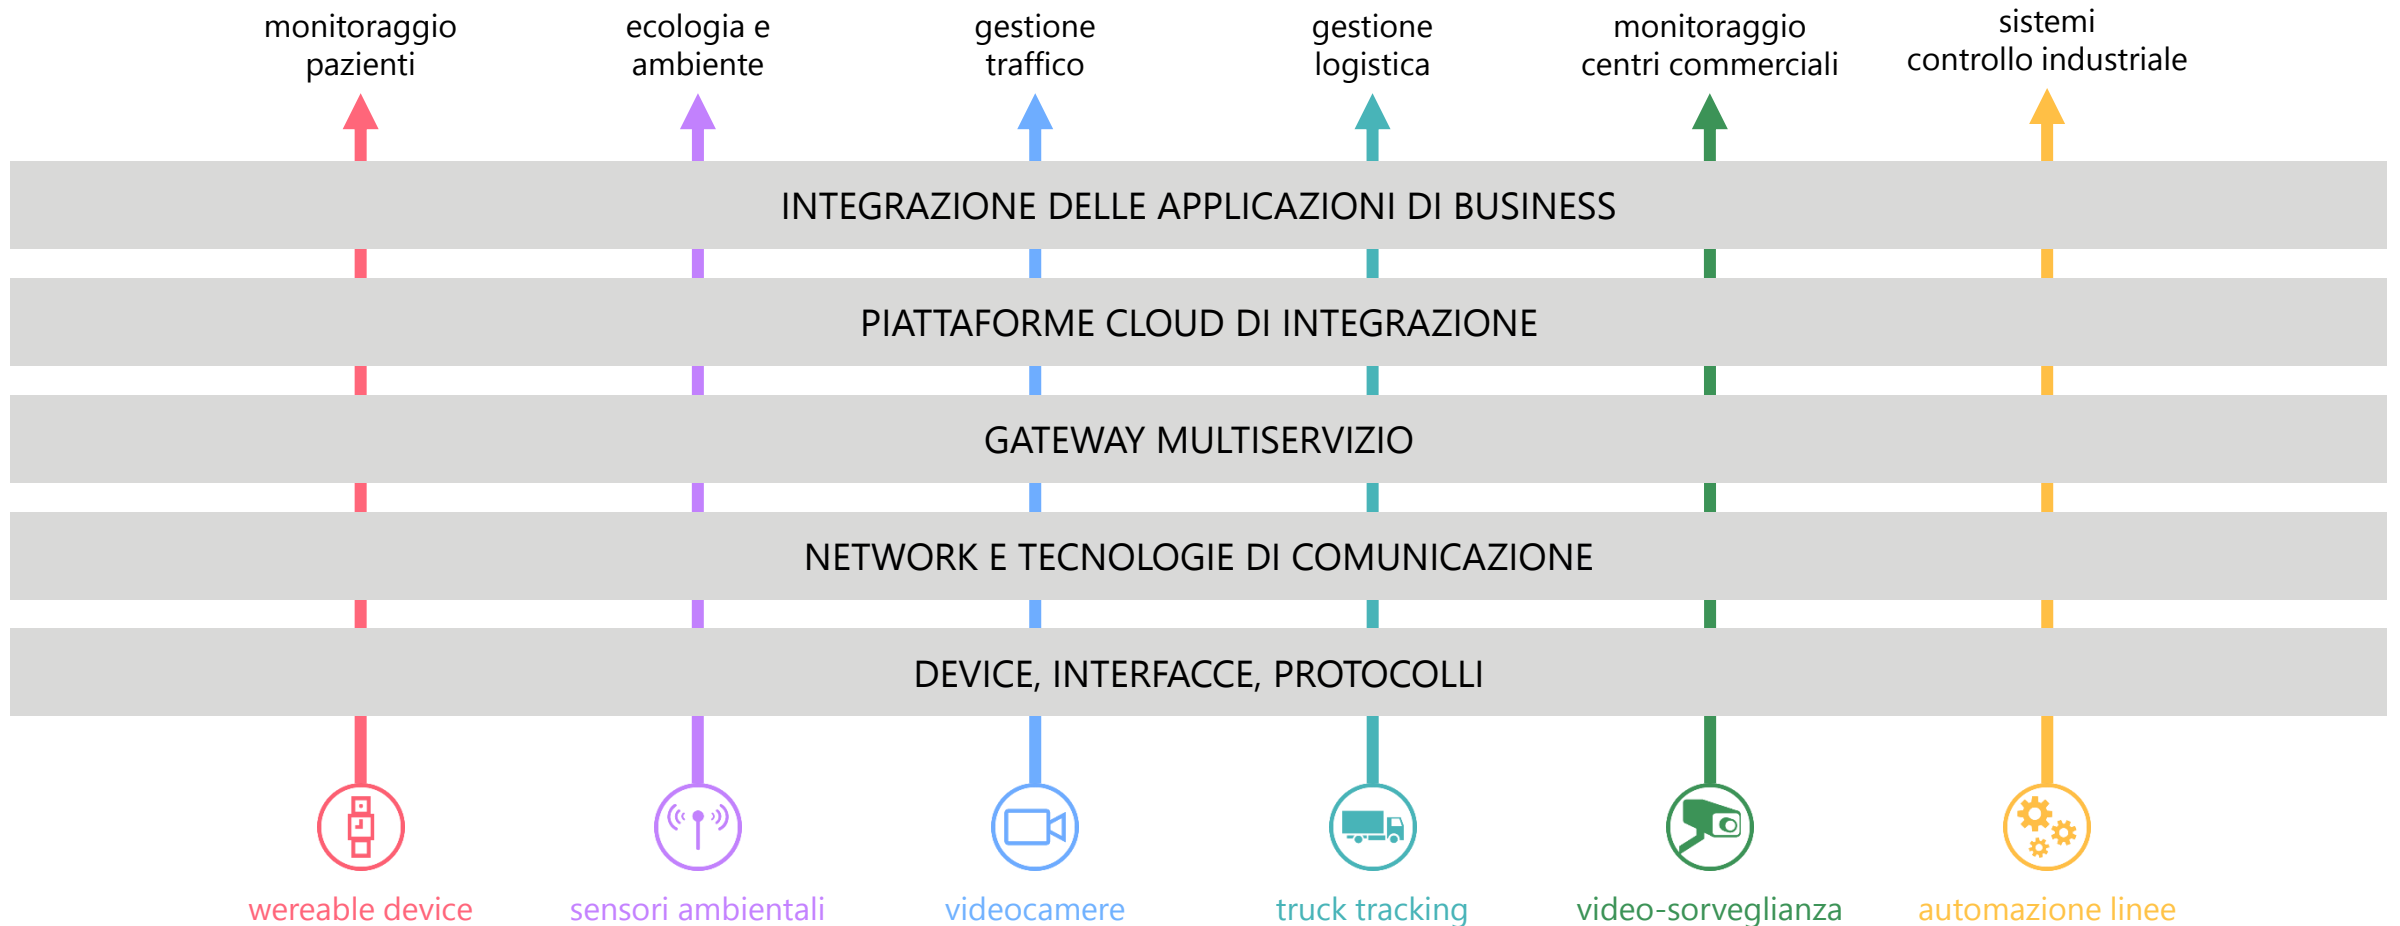 monitoraggio
pazienti
ecologia e
ambiente
gestione
traffico
gestione
logistica
monitoraggio
centri commerciali
sistemi
controllo industriale
INTEGRAZIONE DELLE APPLICAZIONI DI BUSINESS
PIATTAFORME CLOUD DI INTEGRAZIONE
GATEWAY MULTISERVIZIO
NETWORK E TECNOLOGIE DI COMUNICAZIONE
DEVICE, INTERFACCE, PROTOCOLLI
wereable device
sensori ambientali
videocamere
truck tracking
video-sorveglianza
automazione linee